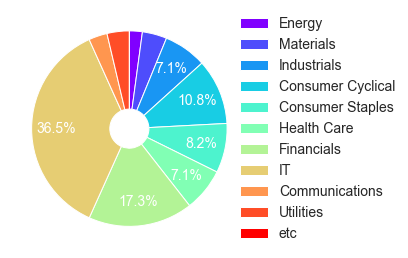 Energy
Materials
Industrials
Consumer Cyclical
Consumer Staples
Health Care
Financials
IT
Communications
Utilities
etc
7.1%
10.8%
8.2%
7.1%
17.3%
36.5%